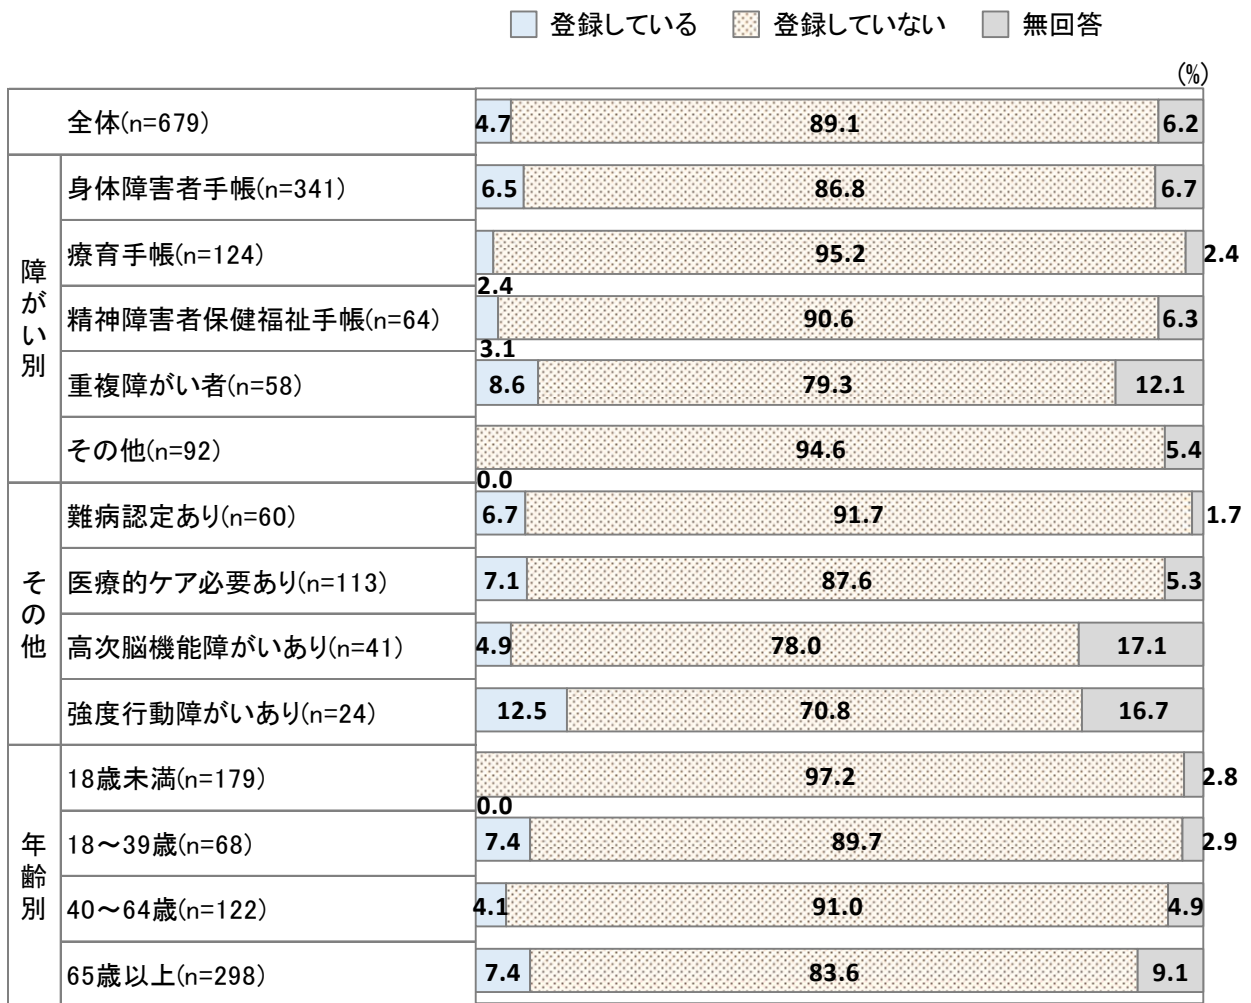 登録している 登録していない 無回答
(%)
全体(n=679) 4.7 89.1 6.2
障がい別
身体障害者手帳(n=341) 6.5 86.8 6.7
療育手帳(n=124) 2.4 95.2 2.4
精神障害者保健福祉手帳(n=64) 3.1 90.6 6.3
重複障がい者(n=58) 8.6 79.3 12.1
その他(n=92) 0.0 94.6 5.4
その他
難病認定あり(n=60) 6.7 91.7 1.7
医療的ケア必要あり(n=113) 7.1 87.6 5.3
高次脳機能障がいあり(n=41) 4.9 78.0 17.1
強度行動障がいあり(n=24) 12.5 70.8 16.7
年齢別
18歳未満(n=179) 0.0 97.2 2.8
18～39歳(n=68) 7.4 89.7 2.9
40～64歳(n=122) 4.1 91.0 4.9
65歳以上(n=298) 7.4 83.6 9.1